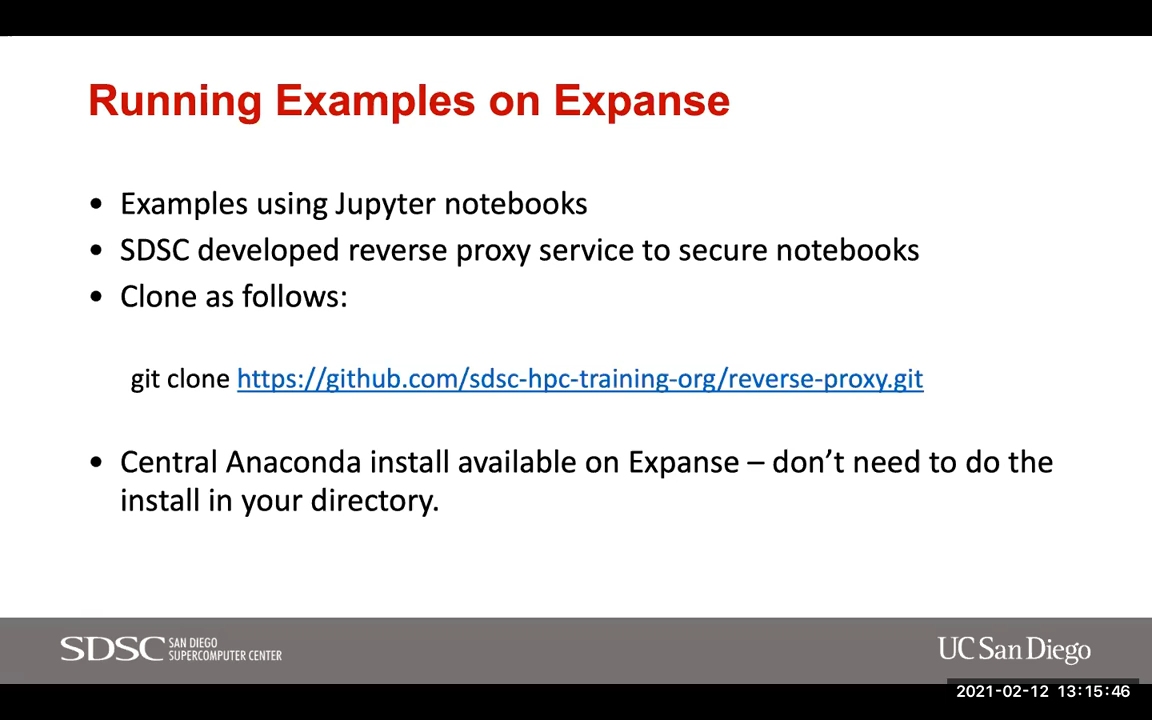 Running Examples on Expanse
• Examples using Jupyter notebooks
• SDSC developed reverse proxy service to secure notebooks
• Clone as follows:
git clone https://github.com/sdsc-hpc-training-org/reverse-proxy.git
• Central Anaconda install available on Expanse – don’t need to do the
install in your directory.
SDSC SAN DIEGO
SUPERCOMPUTER CENTER
UC San Diego
2021-02-12 13:15:46